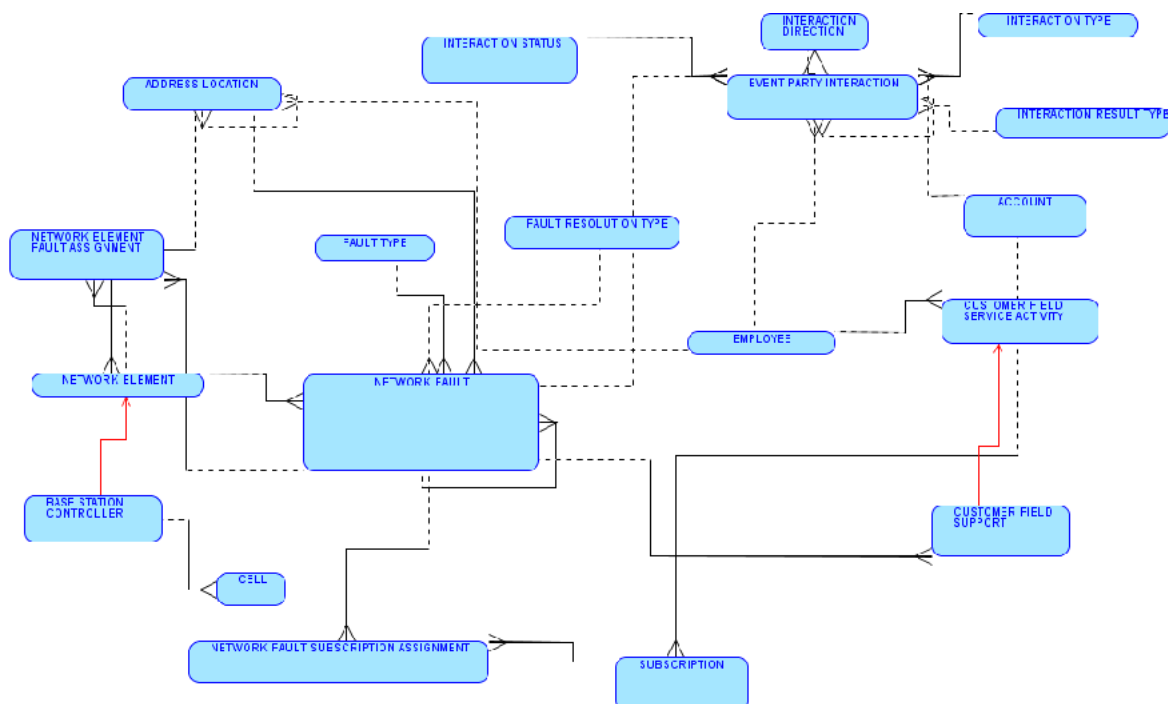 INTERACTION STATUS
INTERACTION
DIRECTION
INTERACTION TYPE
ADDRESS LOCATION
EVENT PARTY INTERACTION
INTERACTION RESULT TYPE
ACCOUNT
NETWORK ELEMENT
FAULT ASSIGNMENT
FAULT TYPE
FAULT RESOLUTION TYPE
CUSTOMER FIELD
SERVICE ACTIVITY
EMPLOYEE
NETWORK ELEMENT
NETWORK FAULT
BASE STATION
CONTROLLER
CUSTOMER FIELD
SUPPORT
CELL
NETWORK FAULT SUBSCRIPTION ASSIGNMENT
SUBSCRIPTION